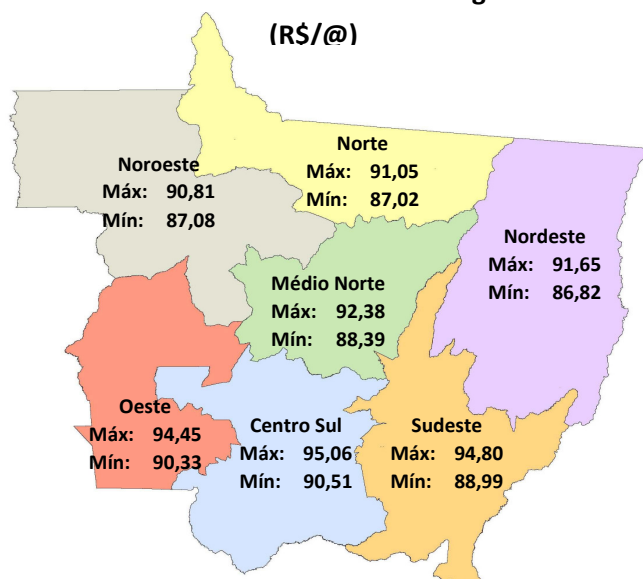 (R$/@)
Norte
Máx: 91,05
Mín: 87,02
Noroeste
Máx: 90,81
Mín: 87,08
Nordeste
Máx: 91,65
Mín: 86,82
Médio Norte
Máx: 92,38
Mín: 88,39
Oeste
Máx: 94,45
Mín: 90,33
Centro Sul
Máx: 95,06
Mín: 90,51
Sudeste
Máx: 94,80
Mín: 88,99